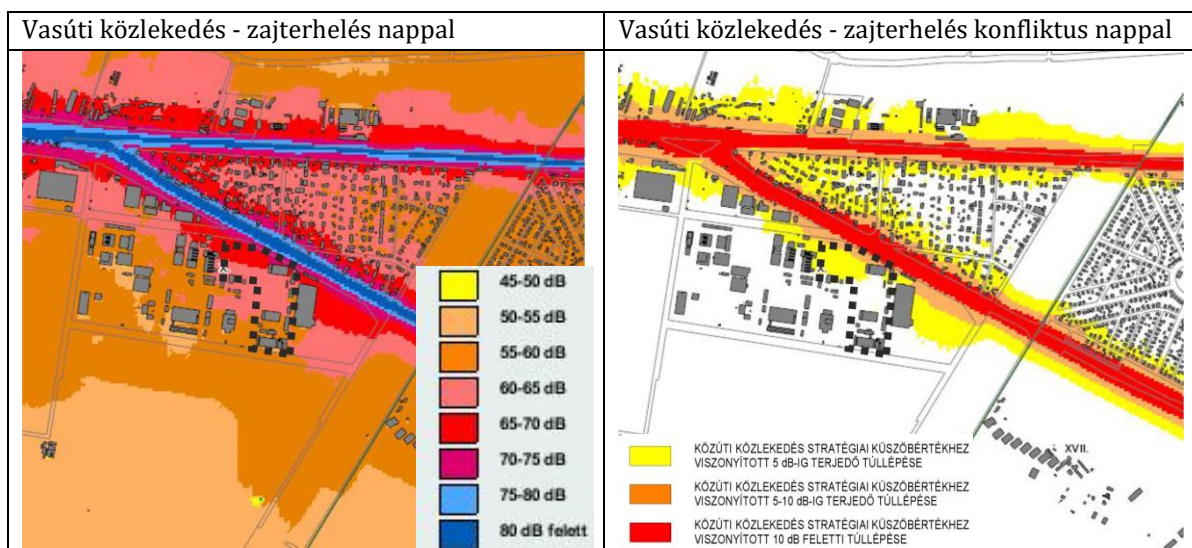 Vasúti közlekedés - zajterhelés nappal
Vasúti közlekedés - zajterhelés konfliktus nappal
45-50 dB
50-55 dB
55-60 dB
60-65 dB
65-70 dB
70-75 dB
75-80 dB
80 dB felett
X.
XVII.
KÖZÚTI KÖZLEKEDÉS STRATÉGIAI KÜSZÖBÉRTÉKHEZ
VISZONYÍTOTT 5 dB-IG TERJEDŐ TÚLLÉPÉSE
KÖZÚTI KÖZLEKEDÉS STRATÉGIAI KÜSZÖBÉRTÉKHEZ
VISZONYÍTOTT 5-10 dB-IG TERJEDŐ TÚLLÉPÉSE
KÖZÚTI KÖZLEKEDÉS STRATÉGIAI KÜSZÖBÉRTÉKHEZ
VISZONYÍTOTT 10 dB FELETTI TÚLLÉPÉSE